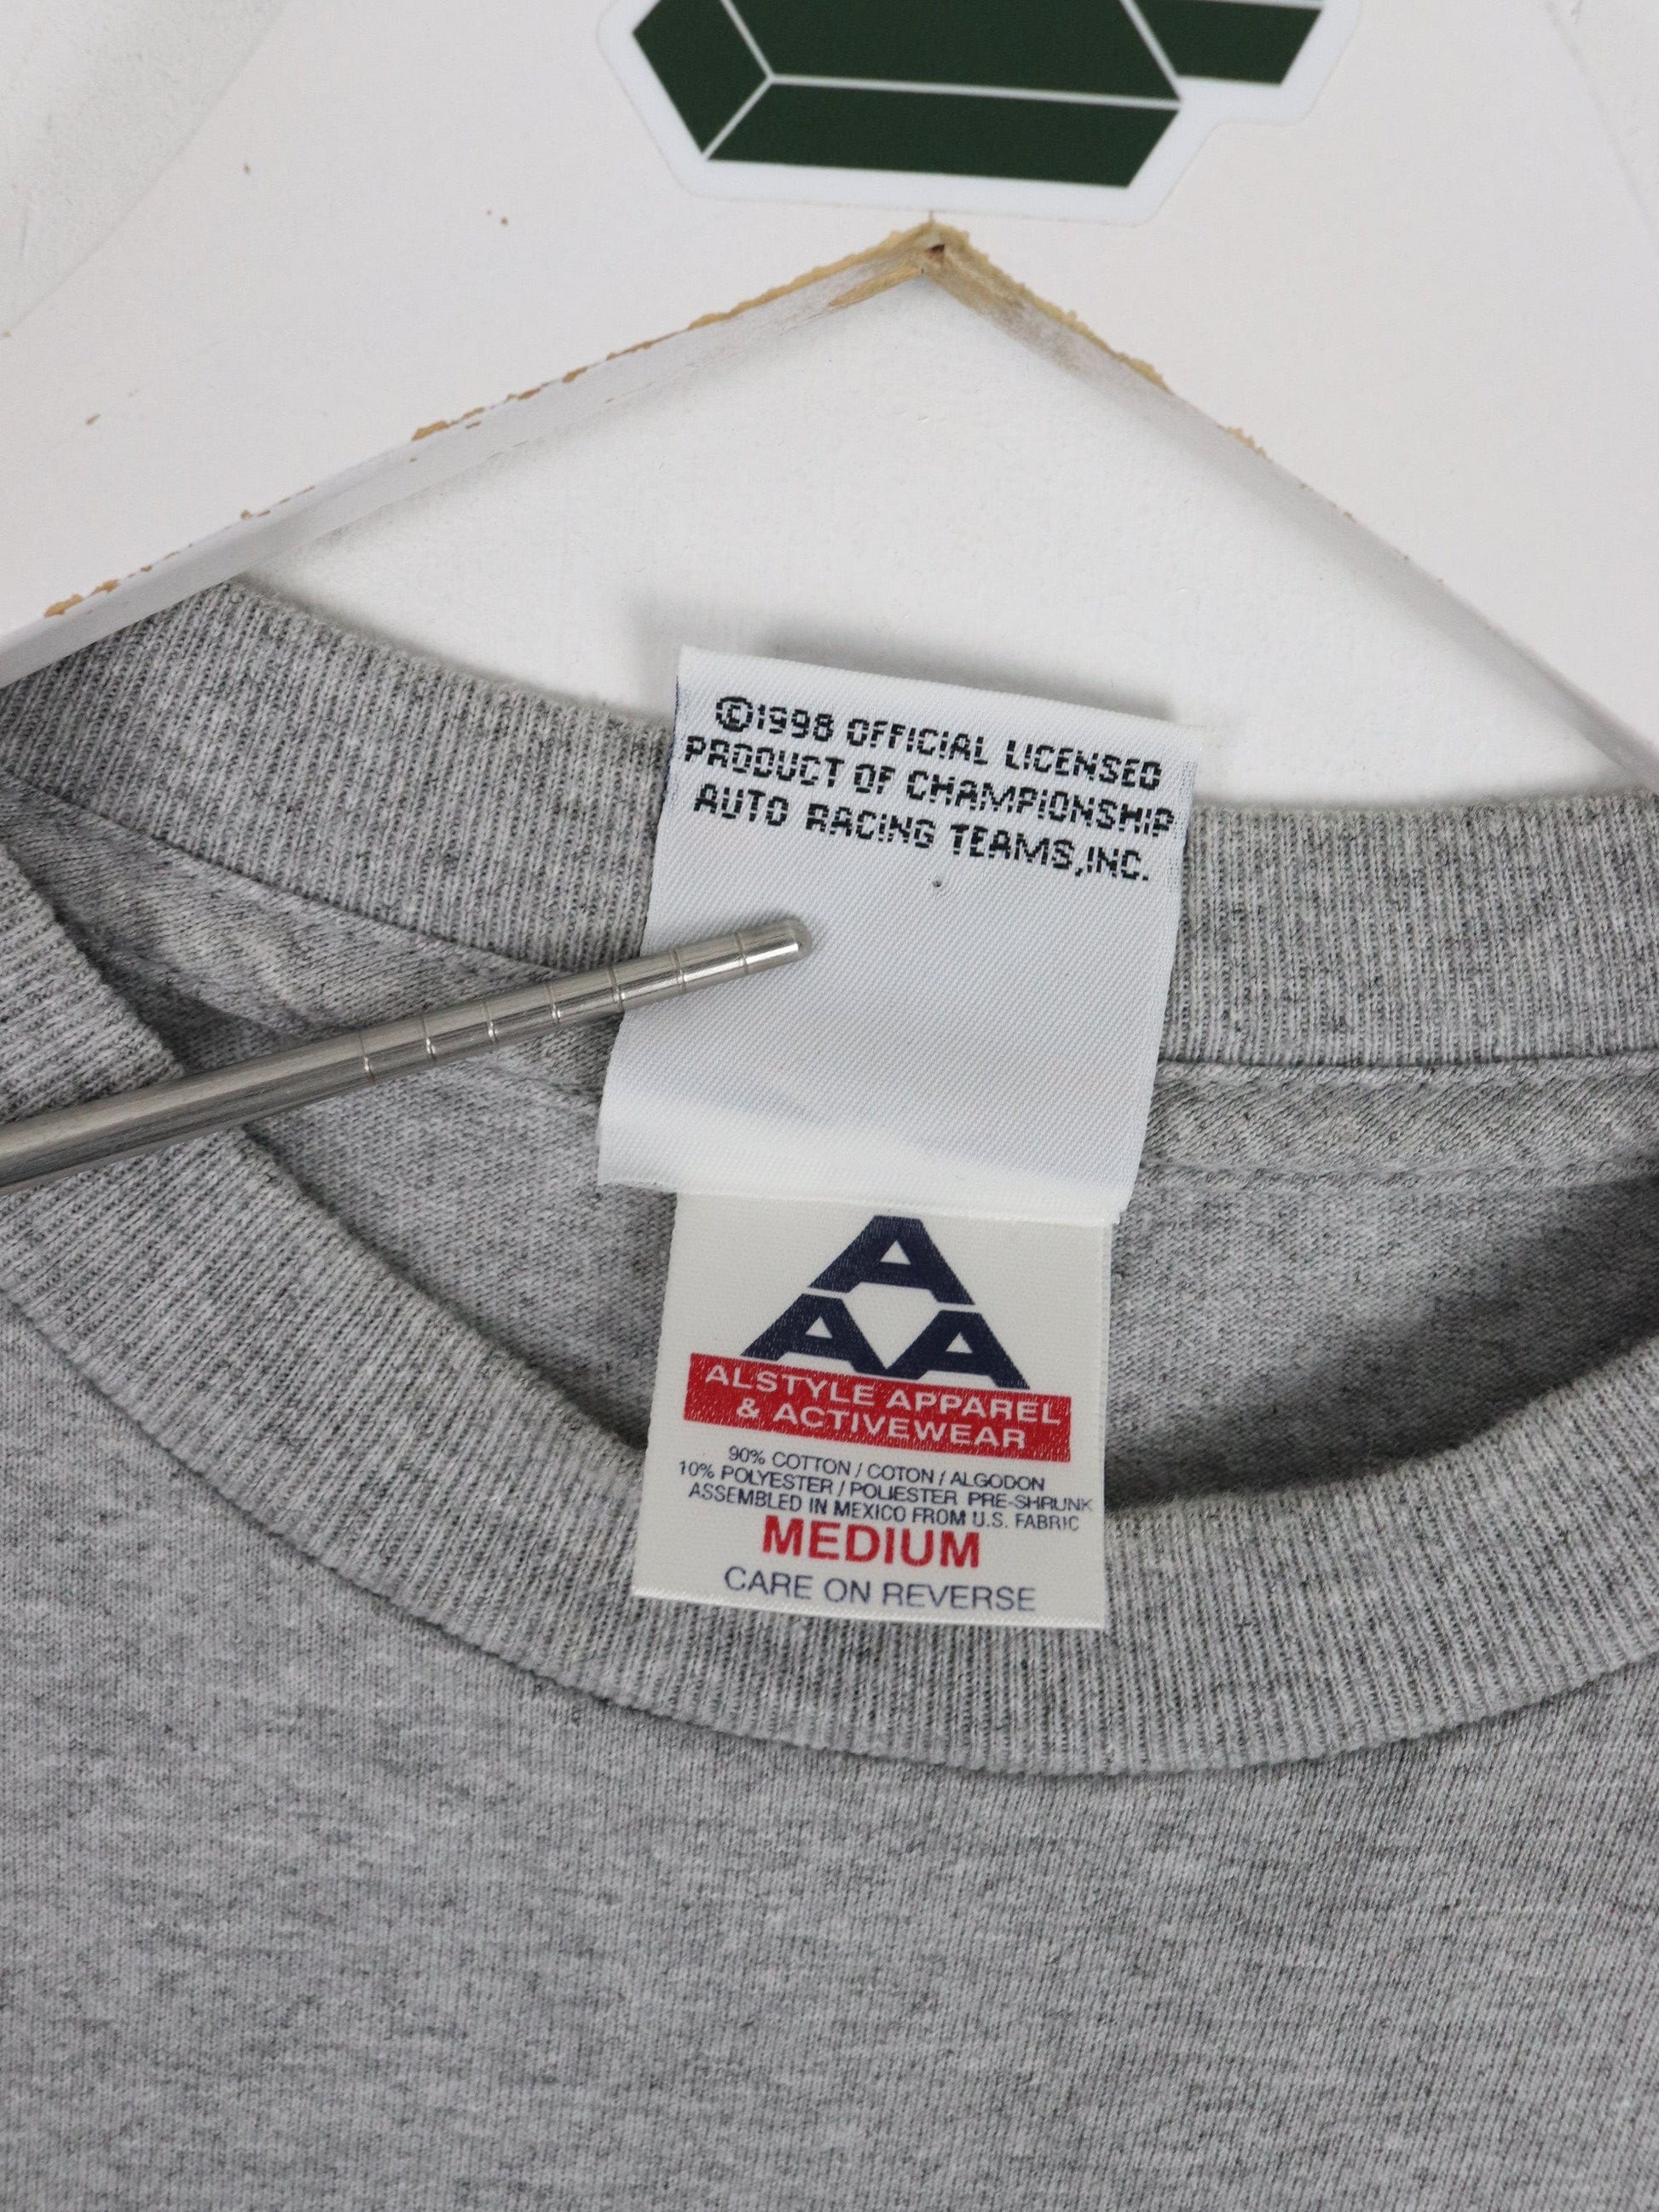 ©1998 OFFICIAL LICENSED
PRODUCT OF CHAMPIONSHIP
AUTO RACING TEAMS,INC.
A
AA
ALSTYLE APPAREL
& ACTIVEWEAR
90% COTTON / COTON / ALGODON
10% POLYESTER / POLIESTER PRE-SHRUNK
ASSEMBLED IN MEXICO FROM U.S. FABRIC
MEDIUM
CARE ON REVERSE